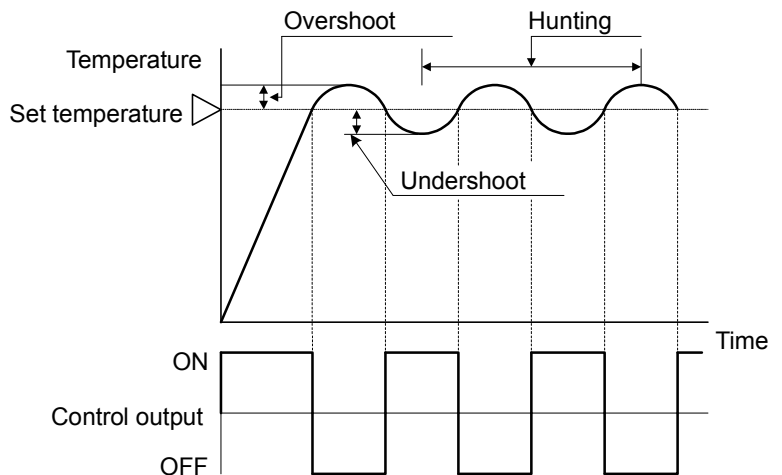 Overshoot
Hunting
Temperature
Set temperature
Undershoot
Time
ON
Control output
OFF